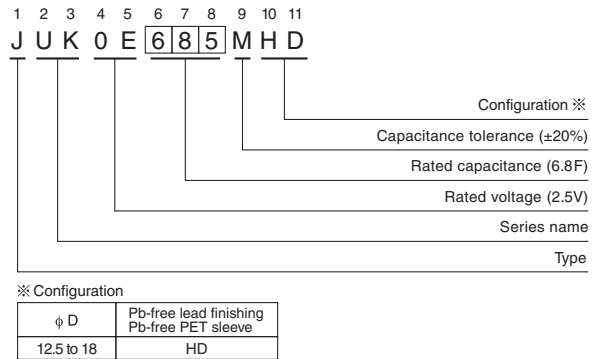 1 2 3 4 5 6 7 8 9 10 11
J U K 0 E 6 8 5 M H D
Configuration ※
Capacitance tolerance (±20%)
Rated capacitance (6.8F)
Rated voltage (2.5V)
Series name
Type
※ Configuration
ϕ D
Pb-free lead finishing
Pb-free PET sleeve
12.5 to 18
HD